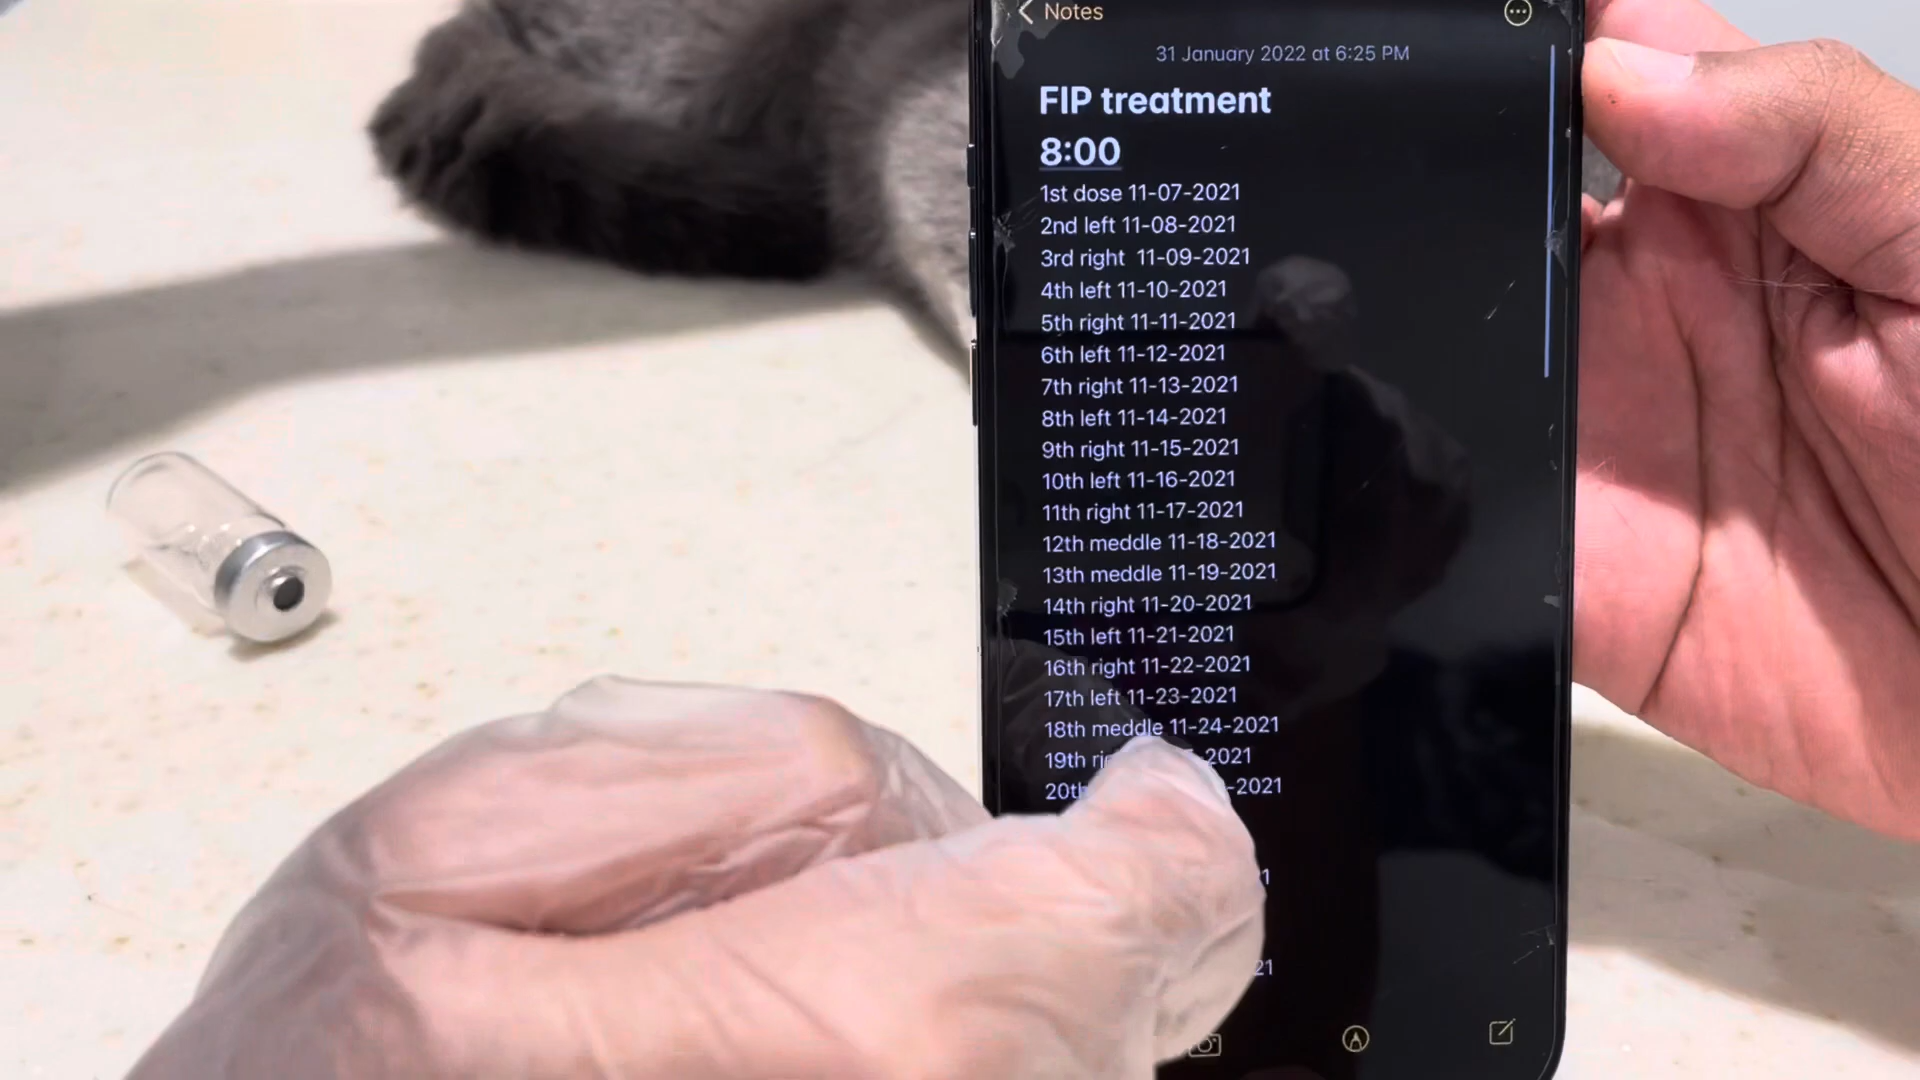 Notes
31 January 2022 at 6:25 PM
FIP treatment
8:00
1st dose 11-07-2021
2nd left 11-08-2021
3rd right 11-09-2021
4th left 11-10-2021
5th right 11-11-2021
6th left 11-12-2021
7th right 11-13-2021
8th left 11-14-2021
9th right 11-15-2021
10th left 11-16-2021
11th right 11-17-2021
12th meddle 11-18-2021
13th meddle 11-19-2021
14th right 11-20-2021
15th left 11-21-2021
16th right 11-22-2021
17th left 11-23-2021
18th meddle 11-24-2021
19th 2021
20th -2021